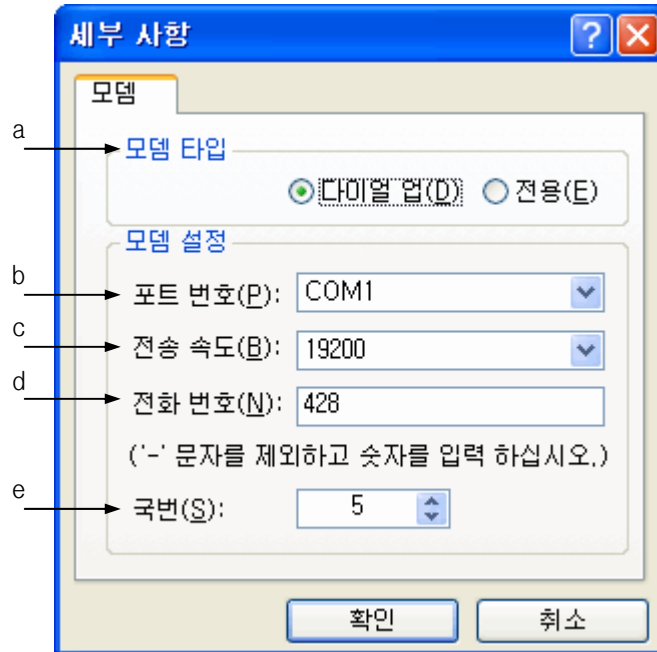 세부 사항
모뎀
a
모뎀 타입
다이얼 업(D) 전용(E)
모뎀 설정
b
포트 번호(P): COM1
c
전송 속도(B): 19200
d
전화 번호(N): 428
('-' 문자를 제외하고 숫자를 입력 하십시오.)
e
국번(S): 5
확인 취소